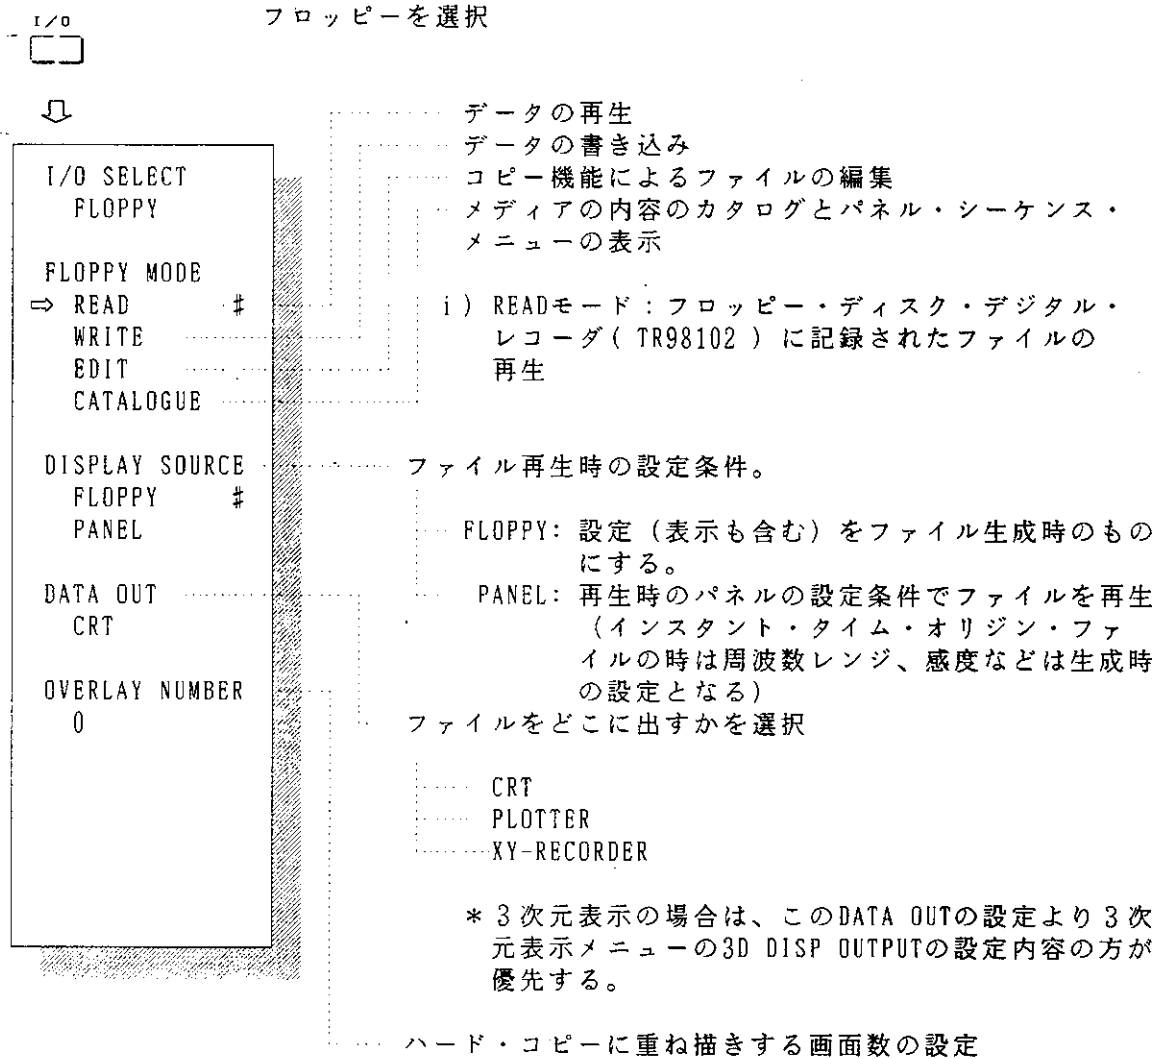 I/O
フロッピーを選択
データの再生
データの書き込み
コピー機能によるファイルの編集
メディアの内容のカタログとパネル・シーケンス・
メニューの表示
I/O SELECT
FLOPPY
FLOPPY MODE
⇨ READ #
WRITE
EDIT
CATALOGUE
i) READモード:フロッピー・ディスク・デジタル・
レコーダ( TR98102 ) に記録されたファイルの
再生
DISPLAY SOURCE
FLOPPY #
PANEL
DATA OUT
CRT
OVERLAY NUMBER
0
ファイル再生時の設定条件。
FLOPPY: 設定(表示も含む)をファイル生成時のもの
にする。
PANEL: 再生時のパネルの設定条件でファイルを再生
(インスタント・タイム・オリジン・ファ
イルの時は周波数レンジ、感度などは生成時
の設定となる)
ファイルをどこに出すかを選択
CRT
PLOTTER
XY-RECORDER
*3次元表示の場合は、このDATA OUTの設定より3次
元表示メニューの3D DISP OUTPUTの設定内容の方が
優先する。
ハード・コピーに重ね描きする画面数の設定